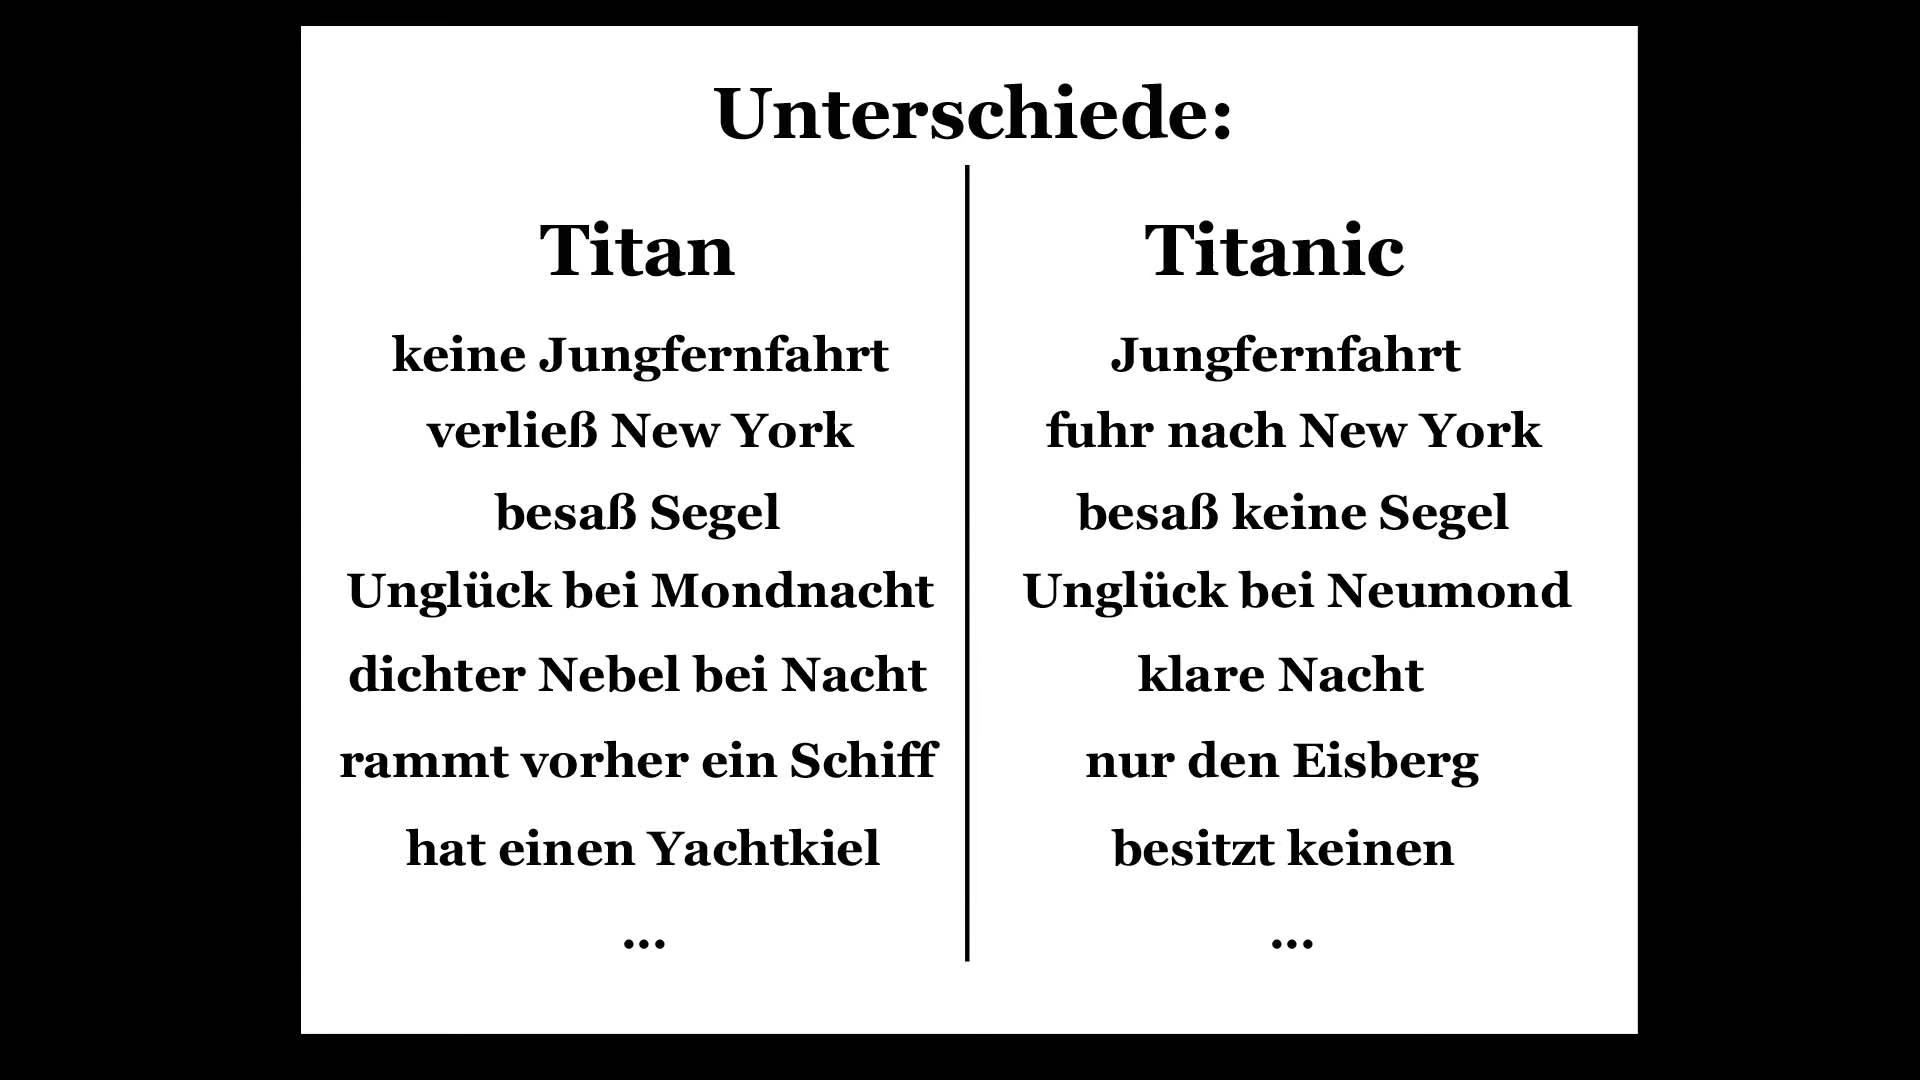 Unterschiede:
Titan
keine Jungfernfahrt
verließ New York
besaß Segel
Unglück bei Mondnacht
dichter Nebel bei Nacht
rammt vorher ein Schiff
hat einen Yachtkiel
...
Titanic
Jungfernfahrt
fuhr nach New York
besaß keine Segel
Unglück bei Neumond
klare Nacht
nur den Eisberg
besitzt keinen
...